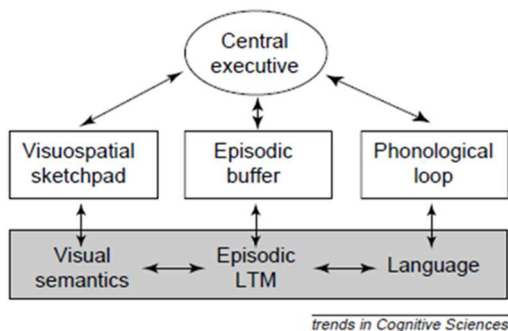 Central
executive
Visuospatial
sketchpad
Episodic
buffer
Phonological
loop
Visual
semantics
Episodic
LTM
Language
trends in Cognitive Sciences